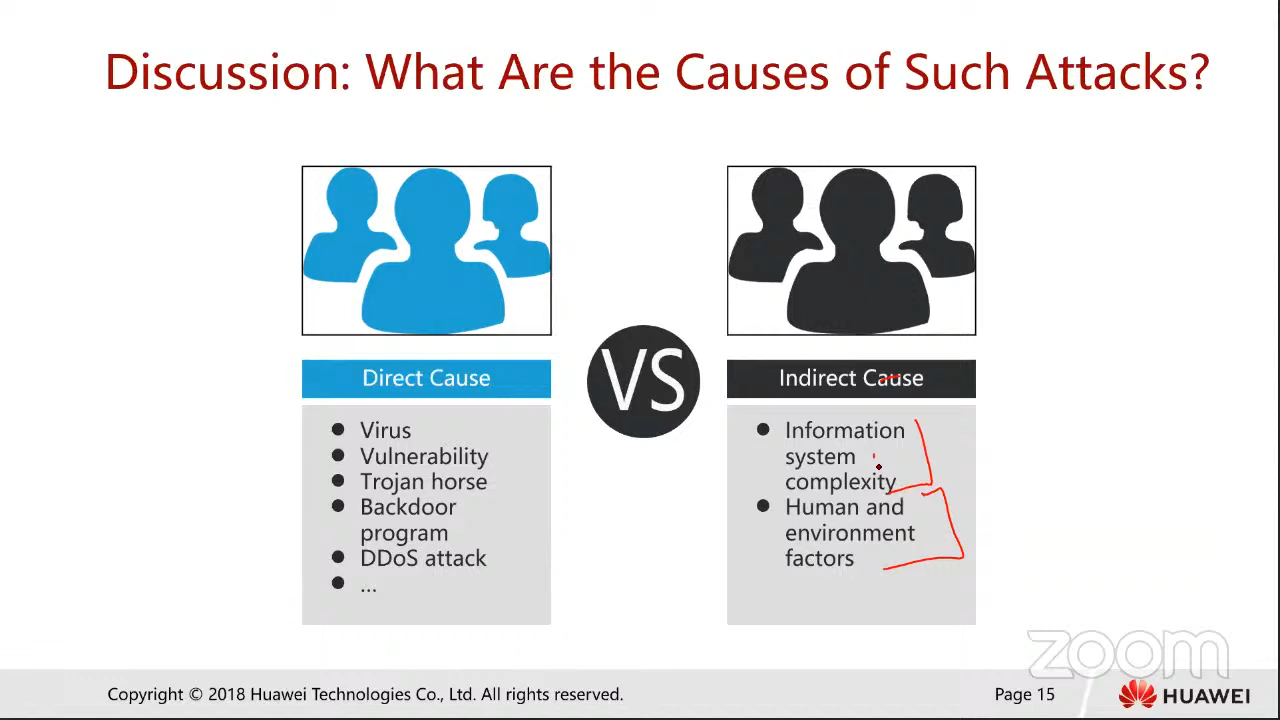 Discussion: What Are the Causes of Such Attacks?
VS
Direct Cause
● Virus
● Vulnerability
● Trojan horse
● Backdoor
program
● DDoS attack
● ...
Indirect Cause
● Information
system
complexity
● Human and
environment
factors
zoom
Copyright © 2018 Huawei Technologies Co., Ltd. All rights reserved.
Page 15
HUAWEI